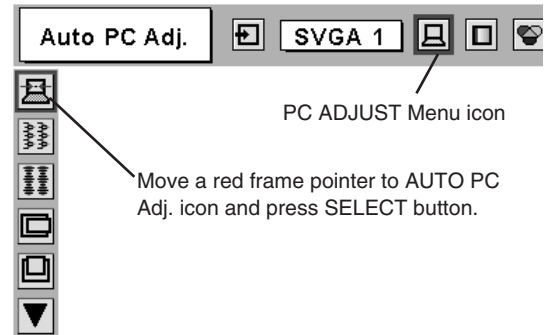 Auto PC Adj.
SVGA 1
PC ADJUST Menu icon
Move a red frame pointer to AUTO PC
Adj. icon and press SELECT button.